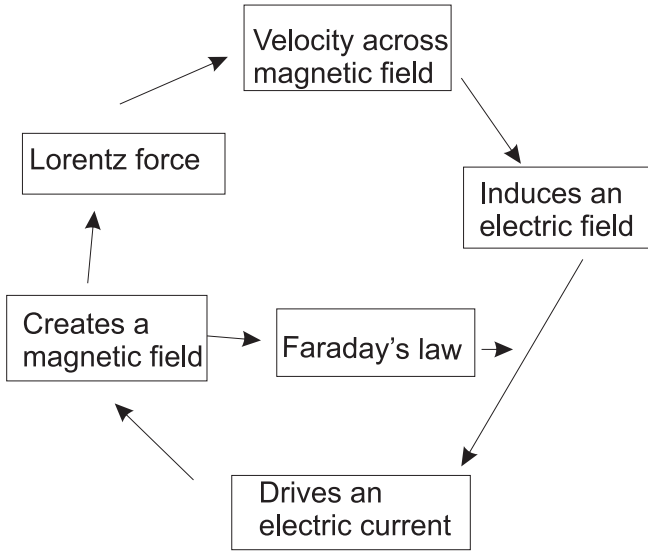 Velocity across
magnetic field
Lorentz force
Induces an
electric field
Creates a
magnetic field
Faraday’s law
Drives an
electric current